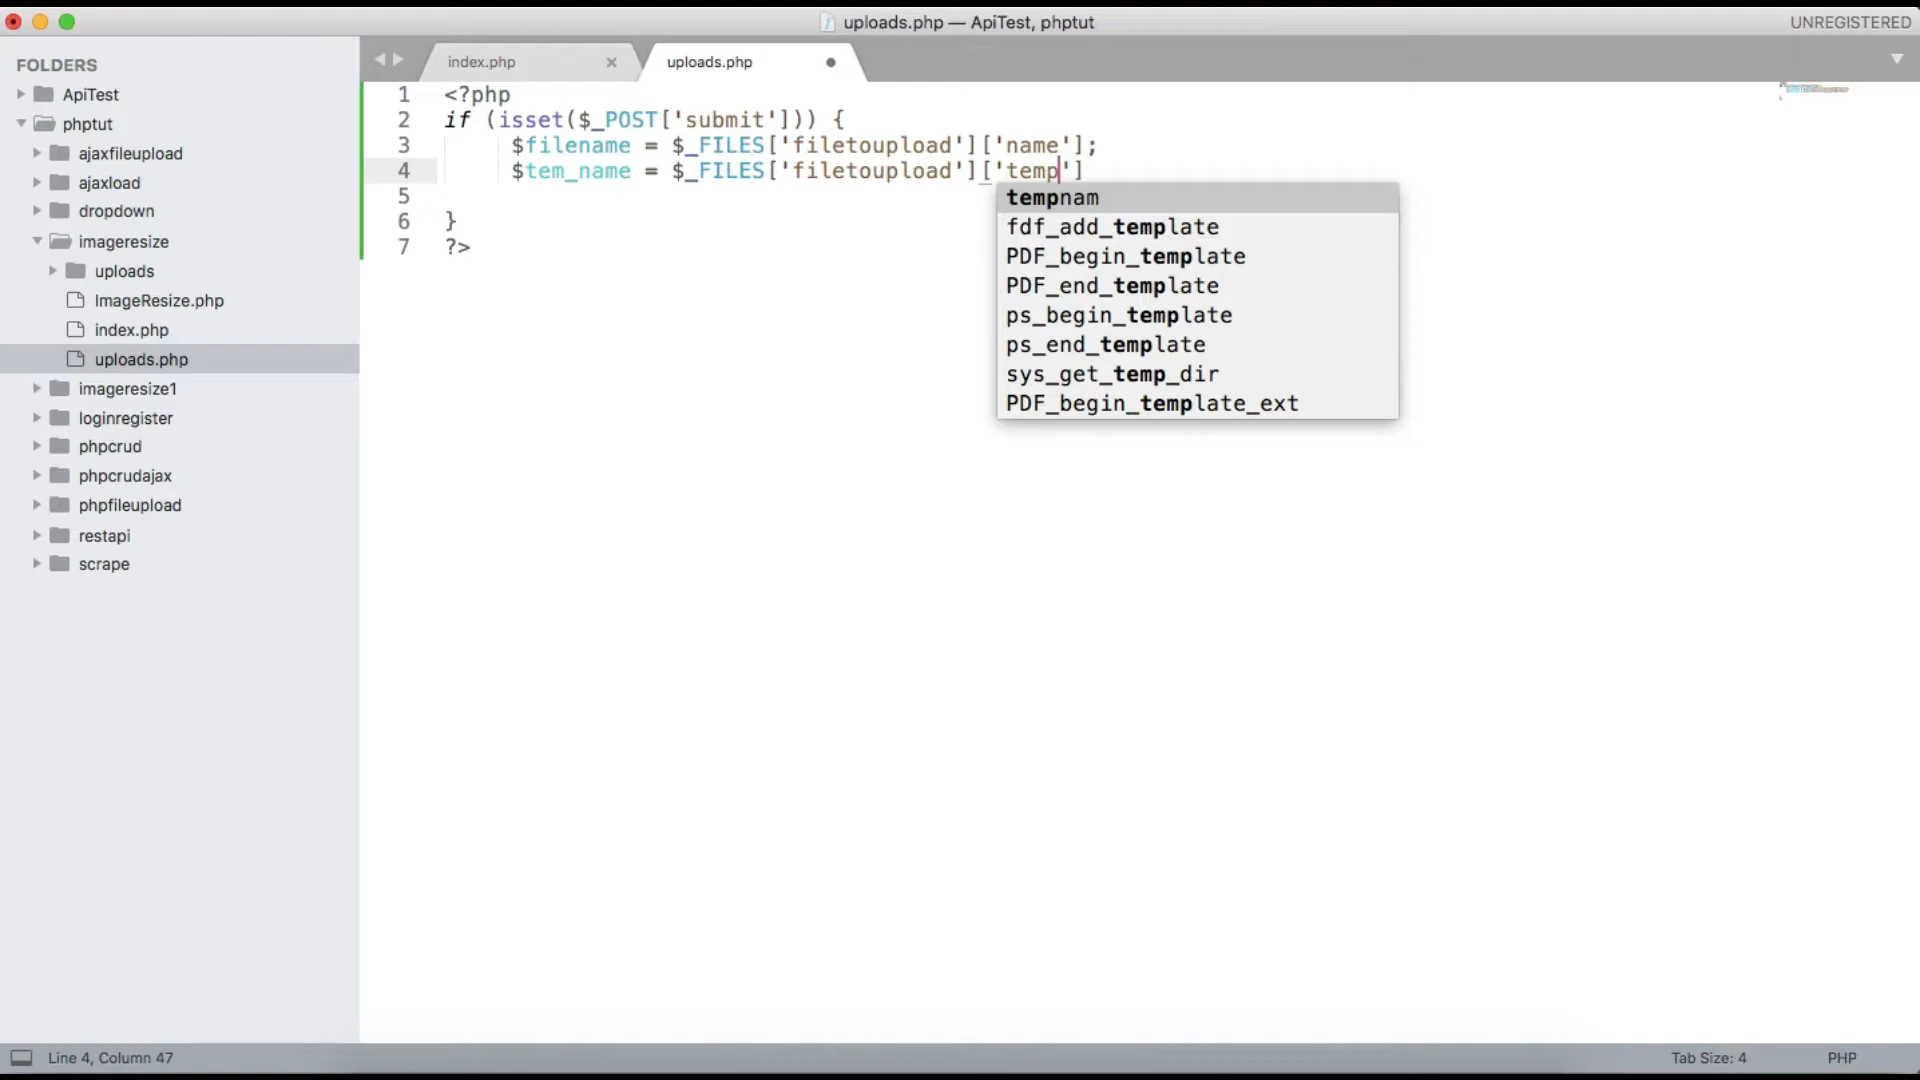 uploads.php — ApiTest, phptut
UNREGISTERED
FOLDERS
ApiTest
phptut
ajaxfileupload
ajaxload
dropdown
imageresize
uploads
ImageResize.php
index.php
uploads.php
imageresize1
loginregister
phpcrud
phpcrudajax
phpfileupload
restapi
scrape
index.php
uploads.php
1 <?php
2 if (isset($_POST['submit'])) {
3 $filename = $_FILES['filetoupload']['name'];
4 $tem_name = $_FILES['filetoupload']['temp']
5
6 }
7 ?>
tempnam
fdf_add_template
PDF_begin_template
PDF_end_template
ps_begin_template
ps_end_template
sys_get_temp_dir
PDF_begin_template_ext
Line 4, Column 47
Tab Size: 4
PHP